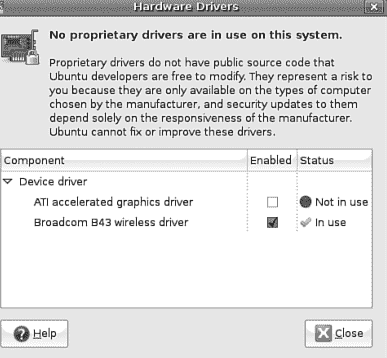 Hardware Drivers
No proprietary drivers are in use on this system.
Proprietary drivers do not have public source code that
Ubuntu developers are free to modify. They represent a risk to
you because they are only available on the types of computer
chosen by the manufacturer, and security updates to them
depend solely on the responsiveness of the manufacturer.
Ubuntu cannot fix or improve these drivers.
Component Enabled Status
Device driver
ATI accelerated graphics driver Not in use
Broadcom B43 wireless driver In use
Help Close